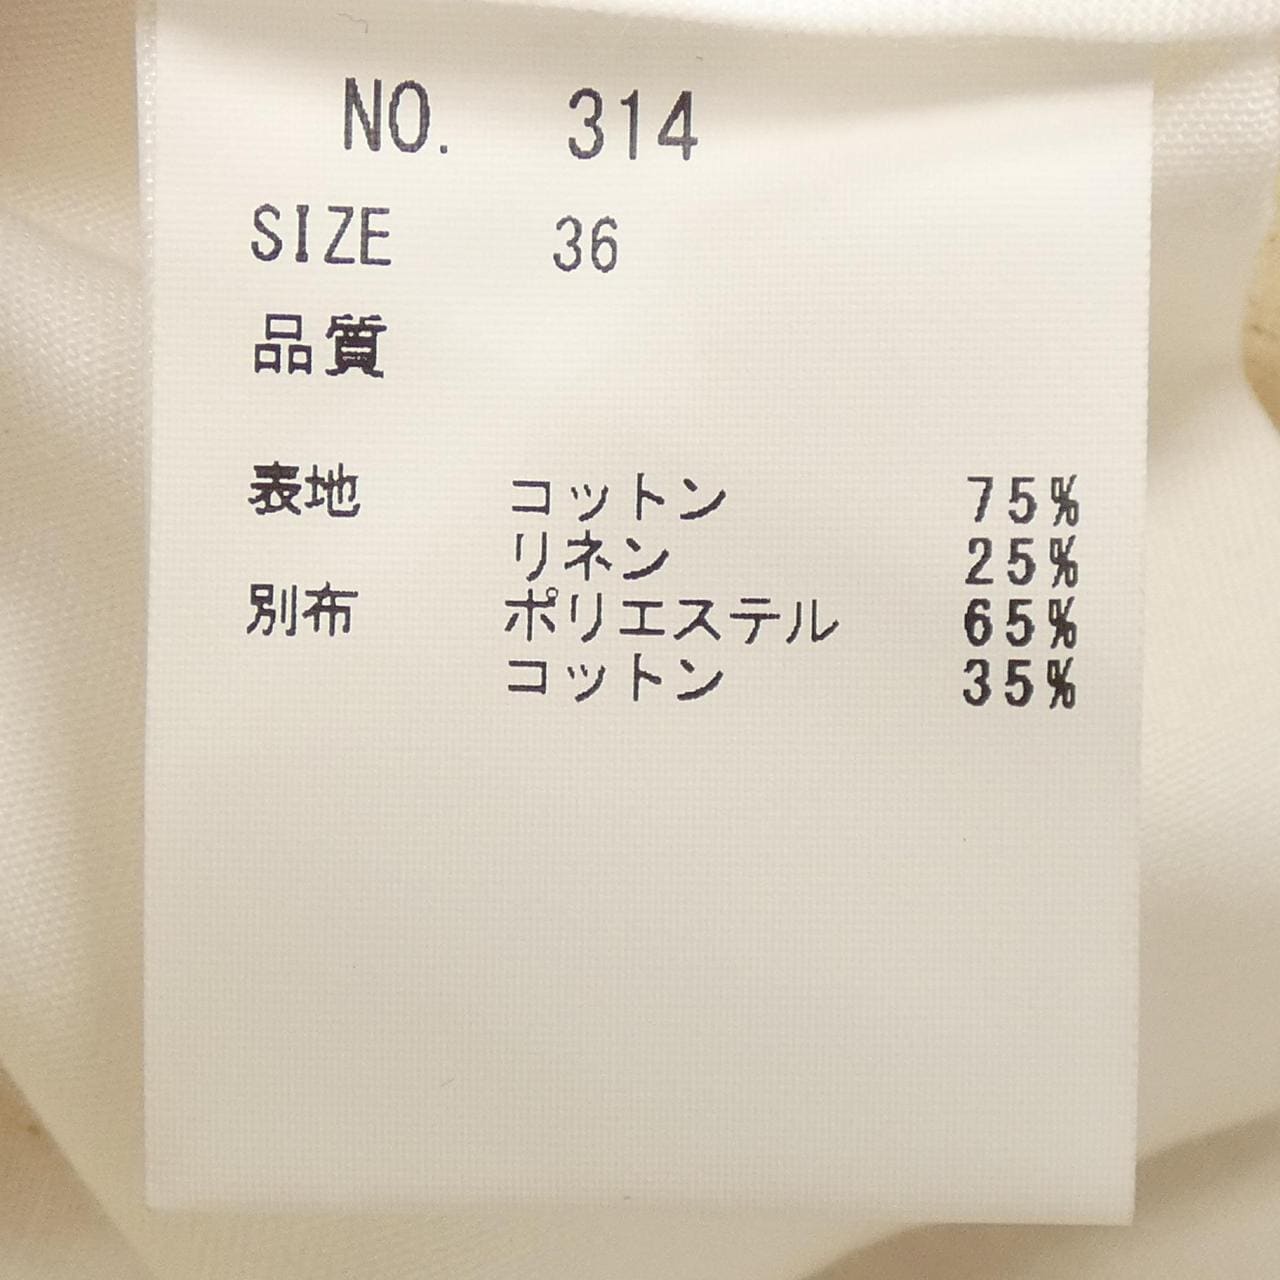 NO. 314
SIZE 36
品質
表地 コットン 75%
リネン 25%
別布 ポリエステル 65%
コットン 35%